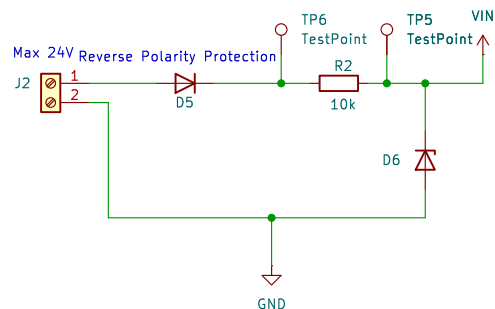 TP6
TestPoint
TP5
TestPoint
VIN
Max 24V
Reverse Polarity Protection
J2
1
2
D5
R2
10k
D6
GND